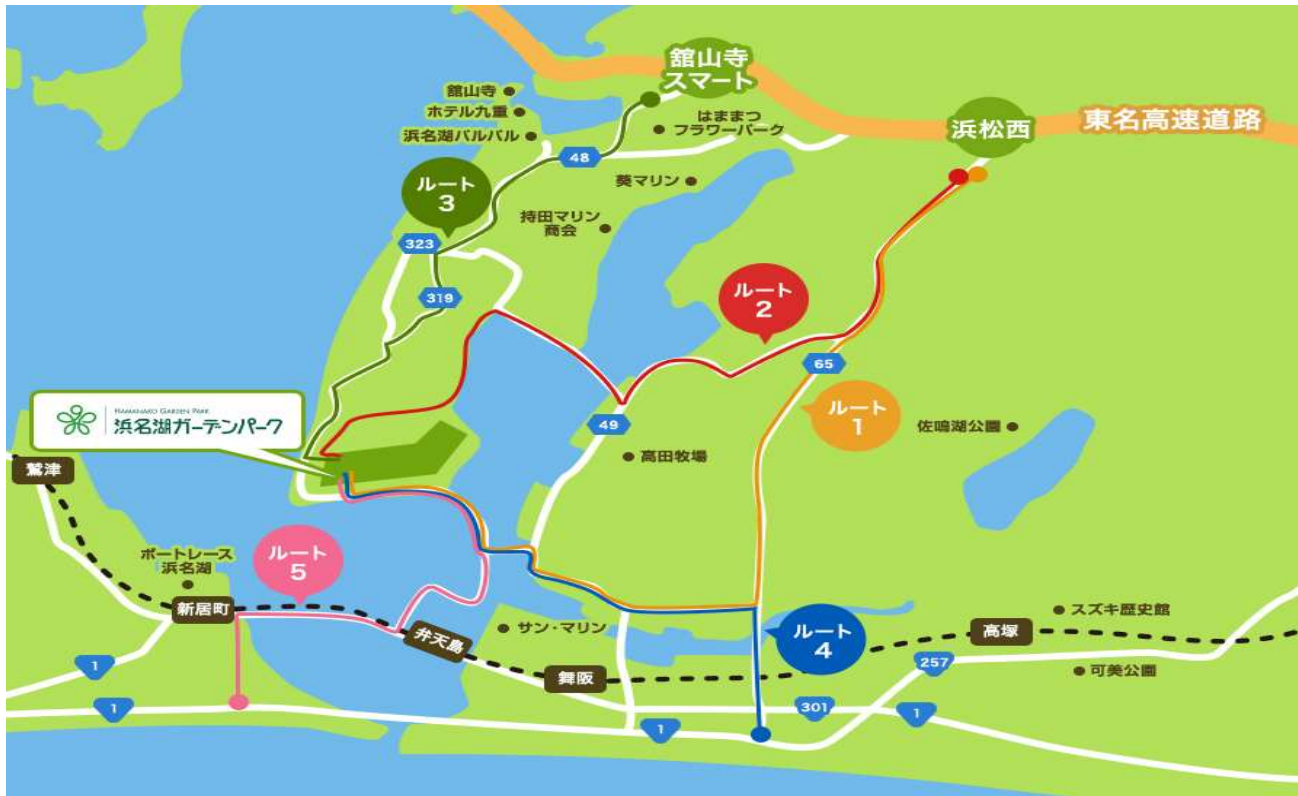 舘山寺
スマート
舘山寺
ホテル九重
浜名湖パルパル
はままつ
フラワーパーク
浜松西
東名高速道路
48
ルート
3
葵マリン
持田マリン
商会
323
319
ルート
2
65
ルート
1
HAMANAKO GARDEN PARK
浜名湖ガーデンパーク
49
佐鳴湖公園
高田牧場
鷲津
ボートレース
浜名湖
ルート
5
新居町
弁天島
サン・マリン
舞阪
ルート
4
高塚
スズキ歴史館
可美公園
257
1
1
301
1
1